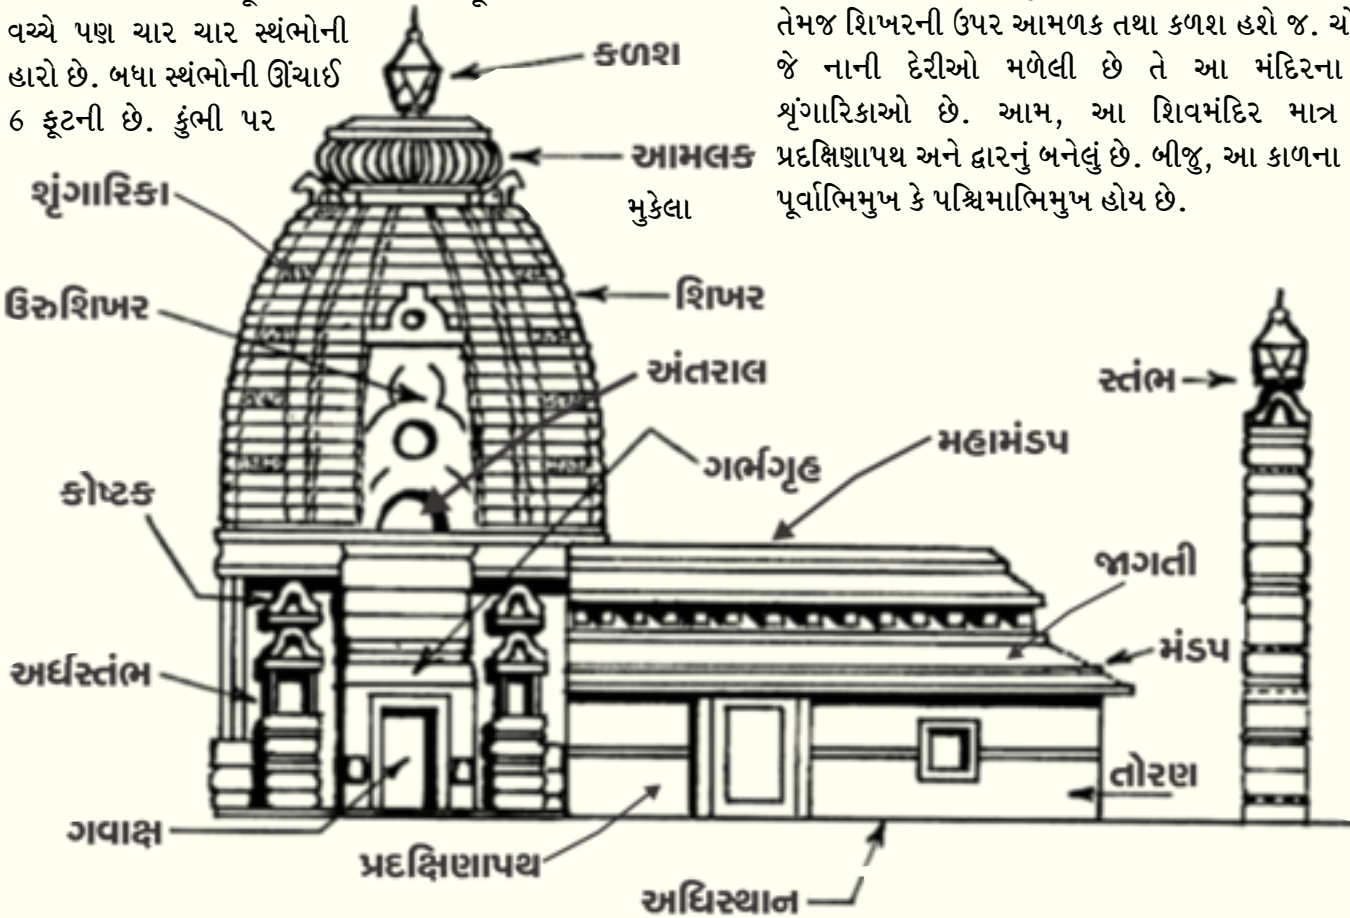 વચ્ચે પણ ચાર ચાર સ્થંભોની
હારો છે. બધા સ્થંભોની ઊંચાઈ
6 ફૂટની છે. કુંભી પર
તેમજ શિખરની ઉપર આમળક તથા કળશ હશે જ.
જે નાની દેરીઓ મળેલી છે તે આ મંદિરના
શૃંગારિકાઓ છે. આમ, આ શિવમંદિર માત્ર
પ્રદક્ષિણાપથ અને દ્વારનું બનેલું છે. બીજુ, આ કાળના
પૂર્વાભિમુખ કે પશ્ચિમાભિમુખ હોય છે.
કળશ
આમલક
મુકેલા
શૃંગારિકા
ઉરુશિખર
શિખર
અંતરાલ
સ્તંભ
મહામંડપ
ગર્ભગૃહ
કોષ્ટક
જાગતી
મંડપ
અર્ધસ્તંભ
તોરણ
ગવાક્ષ
પ્રદક્ષિણાપથ
અધિસ્થાન